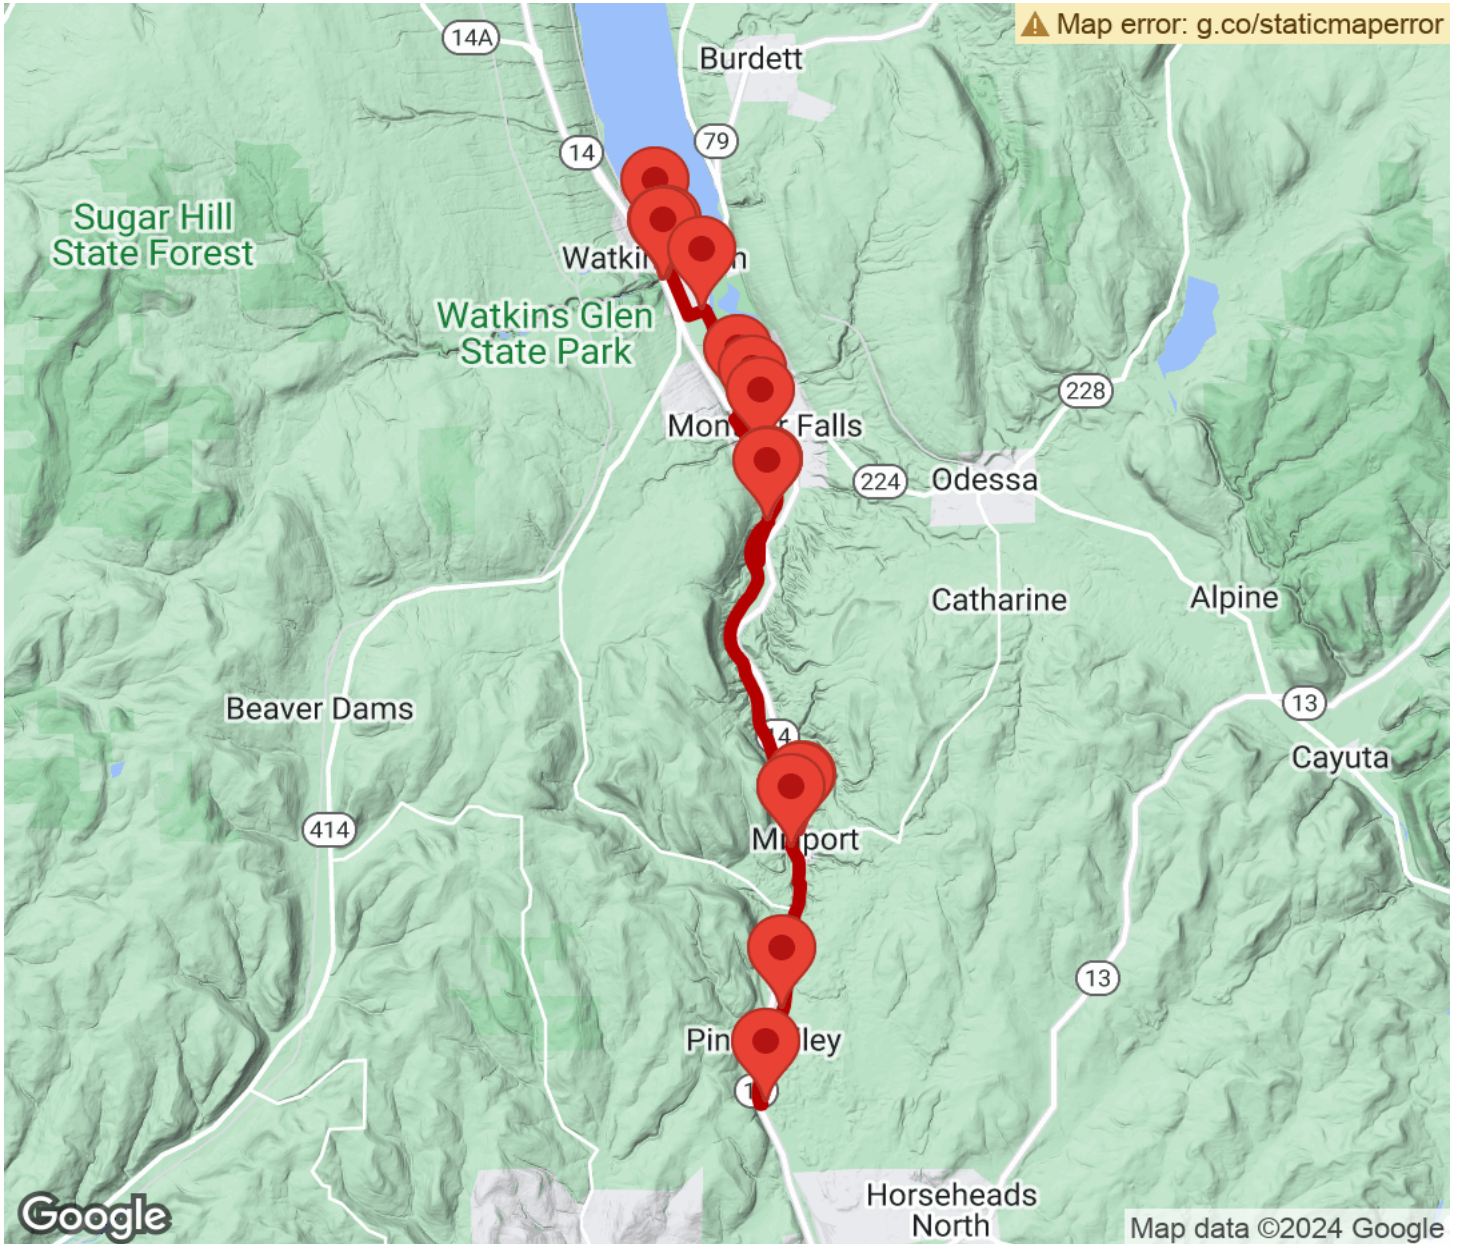 Map error: g.co/staticmaperror
14A
Burdett
79
14
Sugar Hill
State Forest
Watkins Glen
State Park
228
Falls
224
Odessa
Catharine
Alpine
Beaver Dams
13
Cayuta
414
13
Horseheads
North
Google
Map data ©2024 Google